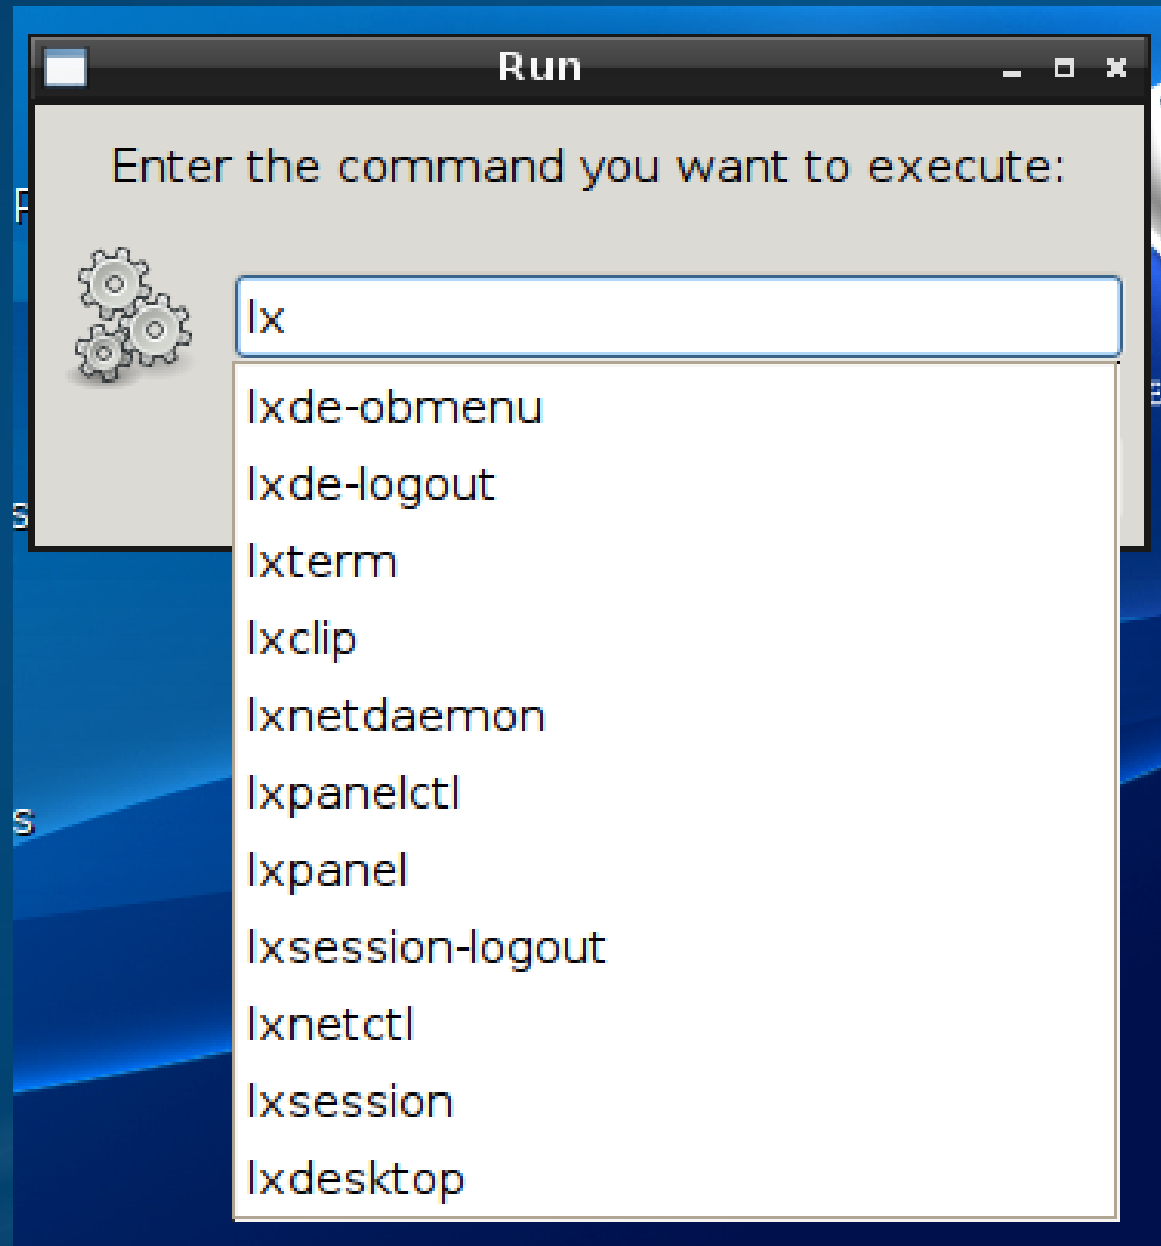 Run
Enter the command you want to execute:
lx
lxde-obmenu
lxde-logout
lxterm
lxclip
lxnetdaemon
lxpanelctl
lxpanel
lxsession-logout
lxnetctl
lxsession
lxdesktop